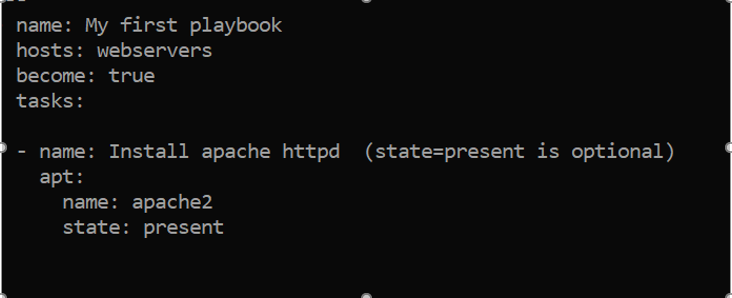 name: My first playbook
hosts: webservers
become: true
tasks:
- name: Install apache httpd  (state=present is optional)
apt:
name: apache2
state: present